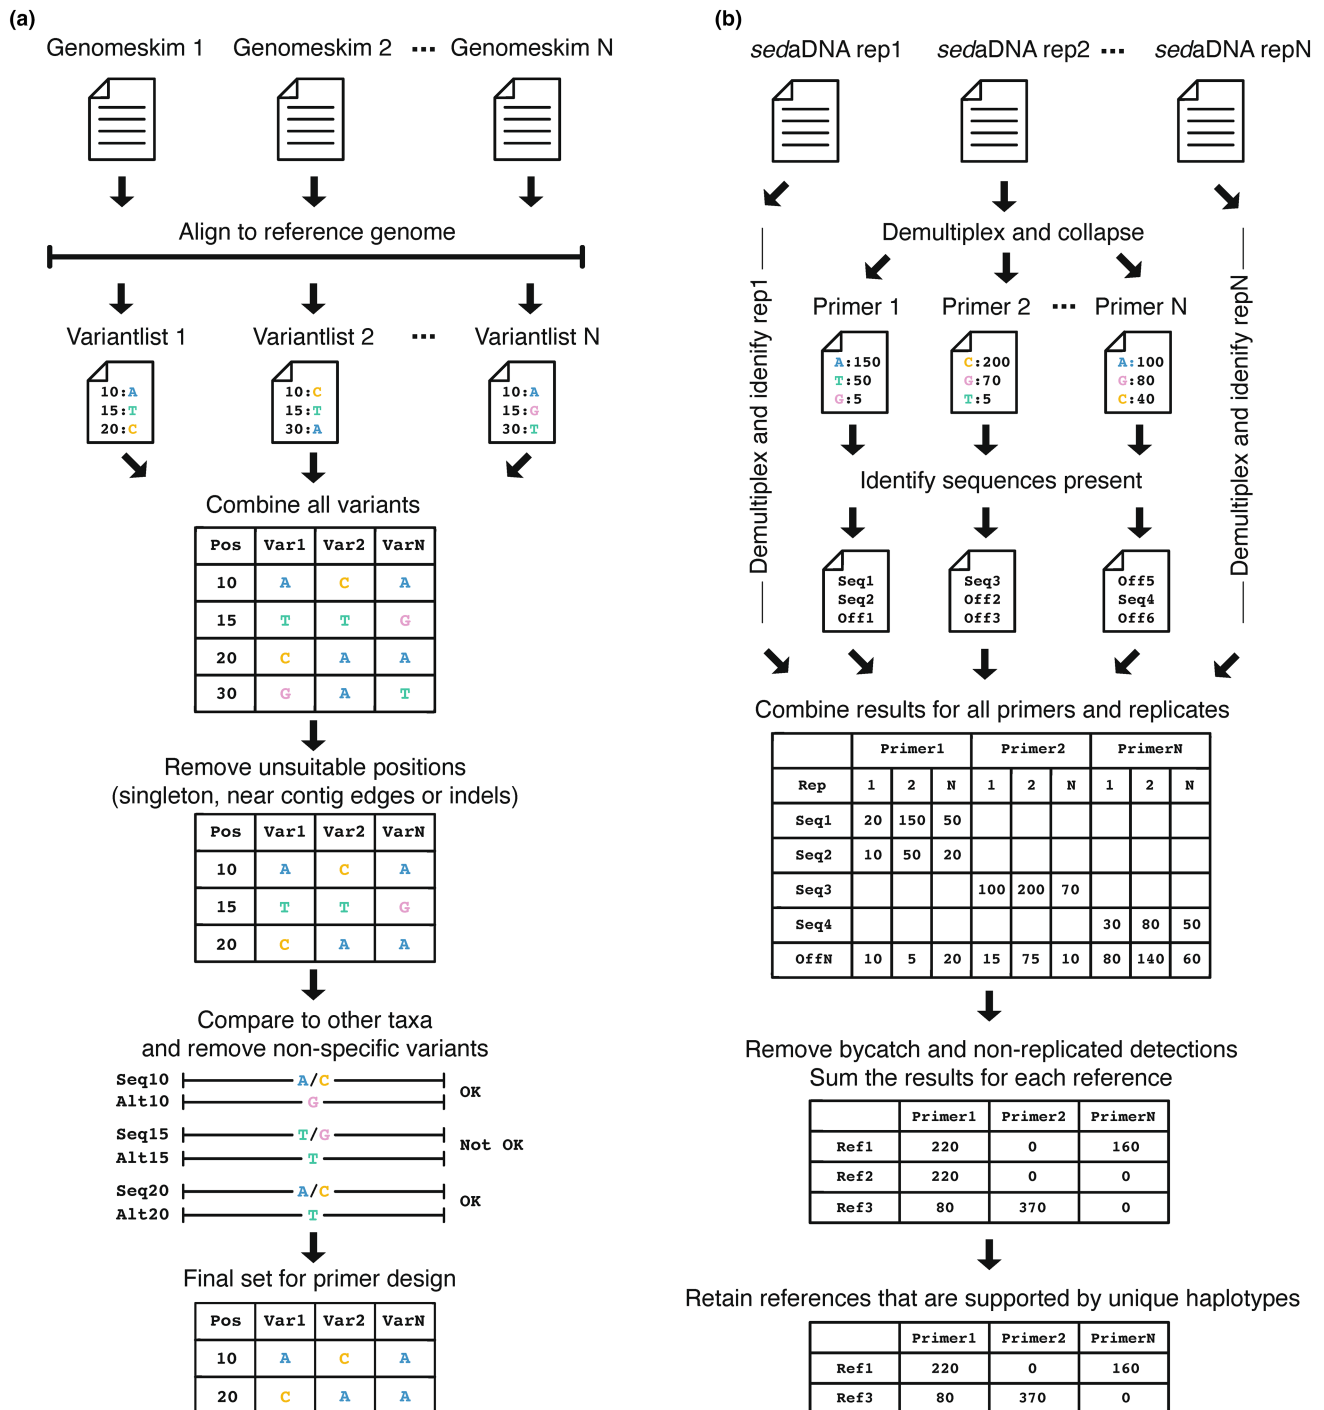 (a)
Genomeskim 1 Genomeskim 2 ··· Genomeskim N
Align to reference genome
Variantlist 1 Variantlist 2 ··· Variantlist N
10:A 10:C 10:A
15:T 15:T 15:G
20:C 30:A 30:T
Combine all variants
Pos Var1 Var2 VarN
10 A C A
15 T T G
20 C A A
30 G A T
Remove unsuitable positions
(singleton, near contig edges or indels)
Pos Var1 Var2 VarN
10 A C A
15 T T G
20 C A A
Compare to other taxa
and remove non-specific variants
Seq10 A/C
OK
Alt10 G
Seq15 T/G
Not OK
Alt15 T
Seq20 A/C
OK
Alt20 T
Final set for primer design
Pos Var1 Var2 VarN
10 A C A
20 C A A
(b)
sedaDNA rep1 sedaDNA rep2 ··· sedaDNA repN
Demultiplex and idenify rep1
Demultiplex and collapse
Demultiplex and idenify repN
Primer 1 Primer 2 ··· Primer N
A:150 C:200 A:100
T:50 G:70 G:80
G:5 T:5 C:40
Identify sequences present
Seq1 Seq3 Off5
Seq2 Off2 Seq4
Off1 Off3 Off6
Combine results for all primers and replicates
Primer1 Primer2 PrimerN
Rep 1 2 N 1 2 N 1 2 N
Seq1 20 150 50
Seq2 10 50 20
Seq3 100 200 70
Seq4 30 80 50
OffN 10 5 20 15 75 10 80 140 60
Remove bycatch and non-replicated detections
Sum the results for each reference
Primer1 Primer2 PrimerN
Ref1 220 0 160
Ref2 220 0 0
Ref3 80 370 0
Retain references that are supported by unique haplotypes
Primer1 Primer2 PrimerN
Ref1 220 0 160
Ref3 80 370 0